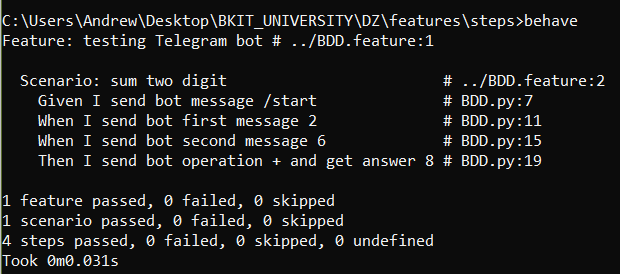 C:\Users\Andrew\Desktop\BKIT_UNIVERSITY\DZ\features\steps>behave
Feature: testing Telegram bot # ../BDD.feature:1
Scenario: sum two digit # ../BDD.feature:2
Given I send bot message /start # BDD.py:7
When I send bot first message 2 # BDD.py:11
When I send bot second message 6 # BDD.py:15
Then I send bot operation + and get answer 8 # BDD.py:19
1 feature passed, 0 failed, 0 skipped
1 scenario passed, 0 failed, 0 skipped
4 steps passed, 0 failed, 0 skipped, 0 undefined
Took 0m0.031s